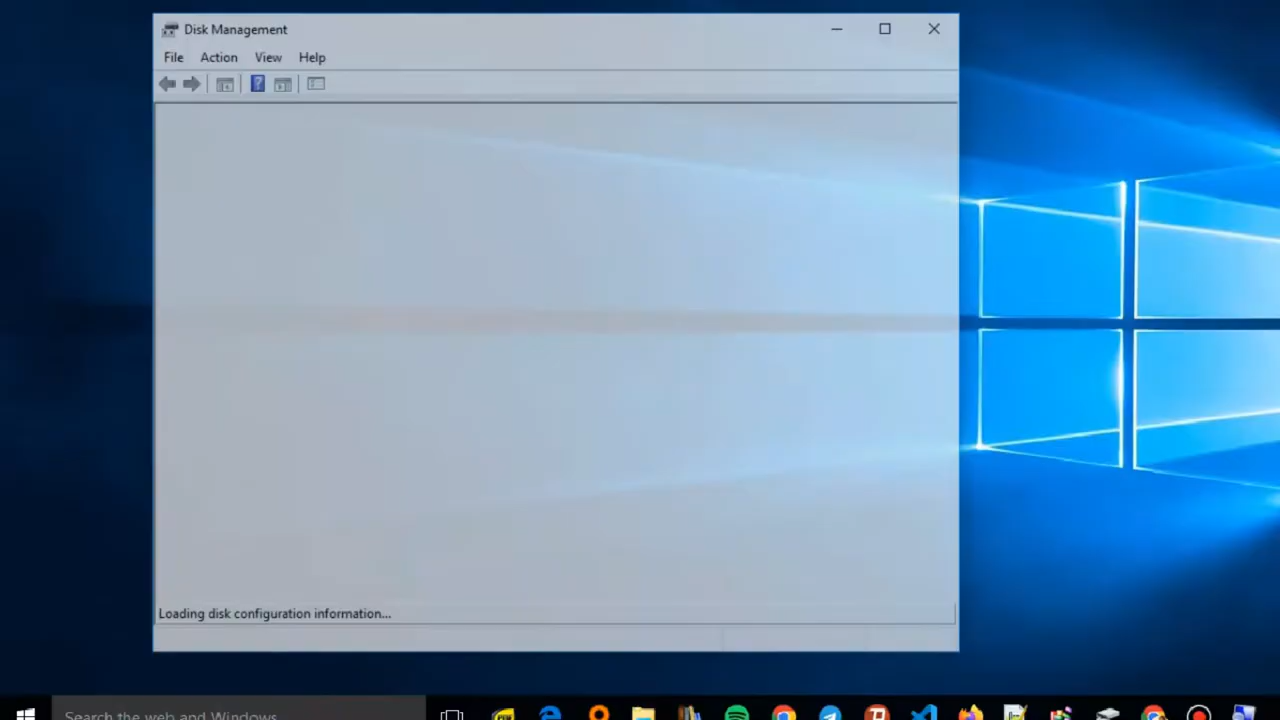 Disk Management
File Action View Help
Loading disk configuration information...
Search the web and Windows